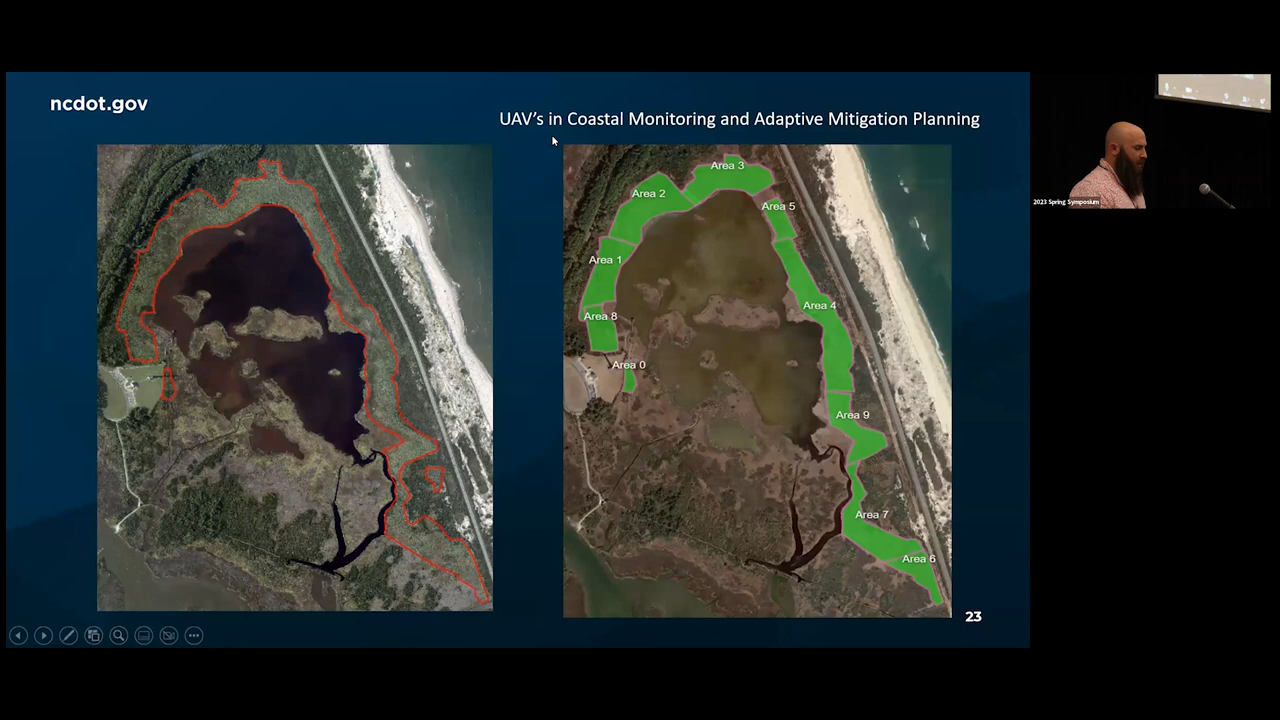 ncdot.gov
UAV's in Coastal Monitoring and Adaptive Mitigation Planning
Area 3
Area 2
Area 5
Area 1
Area 4
Area 8
Area 0
Area 9
Area 7
Area 6
23
2023 Spring Symposium